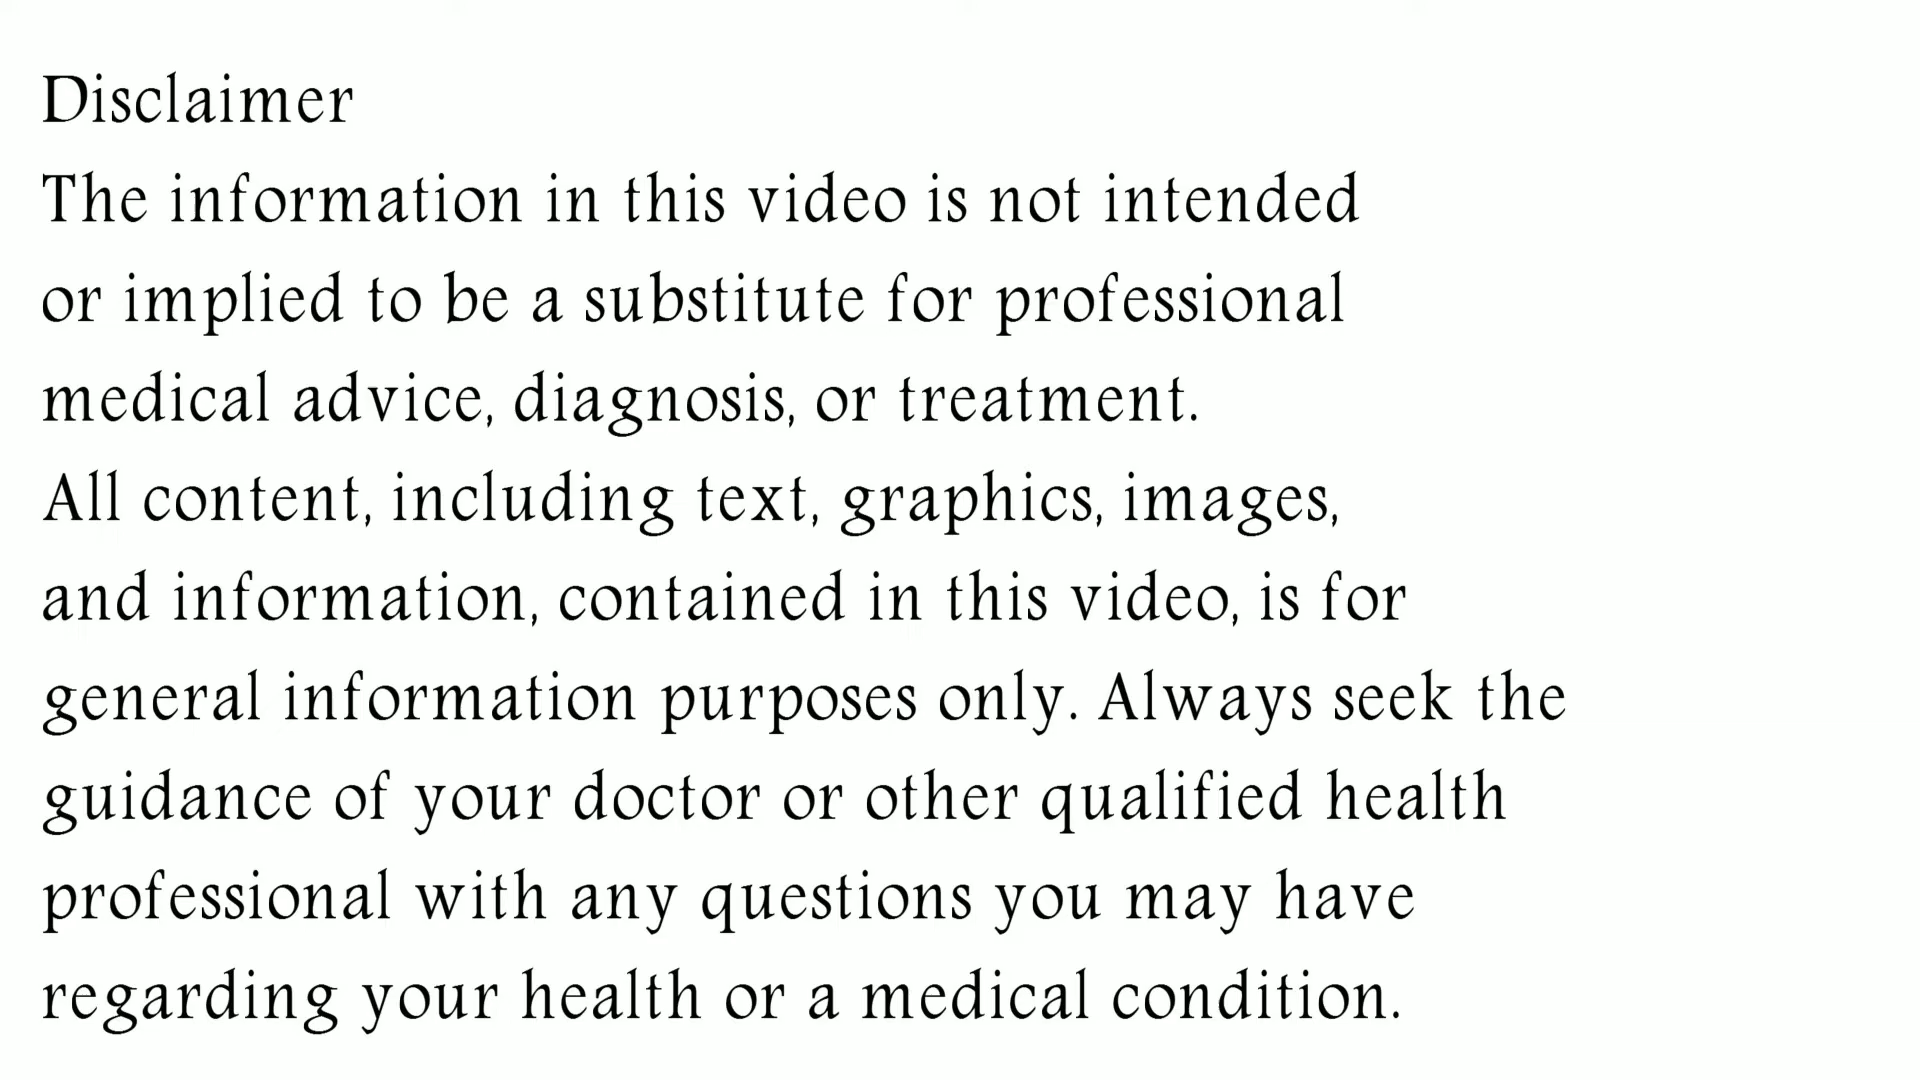 Disclaimer
The information in this video is not intended
or implied to be a substitute for professional
medical advice, diagnosis, or treatment.
All content, including text, graphics, images,
and information, contained in this video, is for
general information purposes only. Always seek the
guidance of your doctor or other qualified health
professional with any questions you may have
regarding your health or a medical condition.